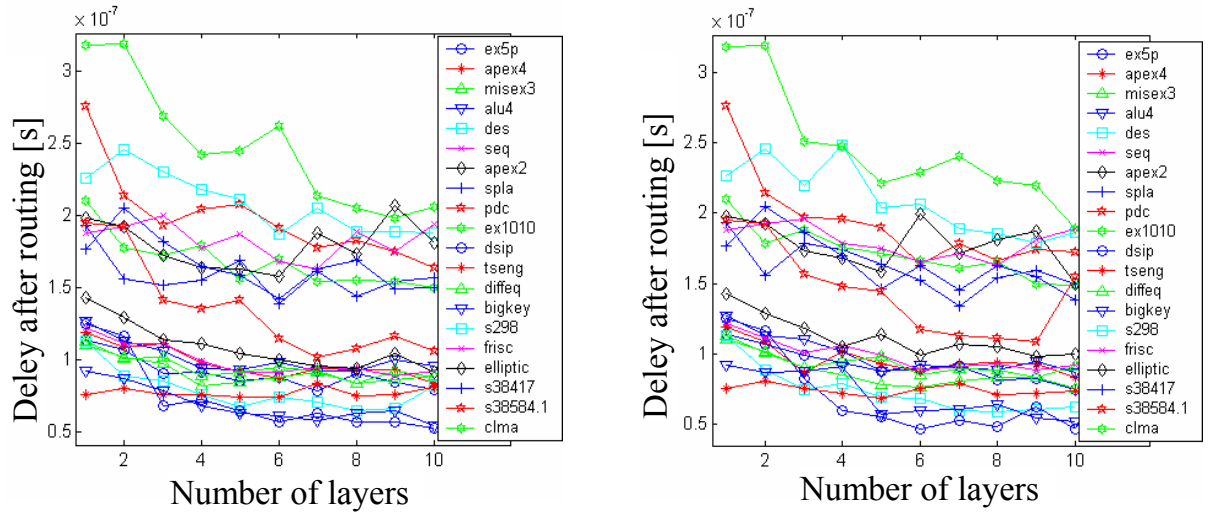 × 10⁻⁷
3
2.5
2
1.5
1
0.5
2 4 6 8 10
Deley after routing [s]
Number of layers
ex5p
apex4
misex3
alu4
des
seq
apex2
spla
pdc
ex1010
dsip
tseng
diffeq
bigkey
s298
frisc
elliptic
s38417
s38584.1
clma
× 10⁻⁷
3
2.5
2
1.5
1
0.5
2 4 6 8 10
Deley after routing [s]
Number of layers
ex5p
apex4
misex3
alu4
des
seq
apex2
spla
pdc
ex1010
dsip
tseng
diffeq
bigkey
s298
frisc
elliptic
s38417
s38584.1
clma